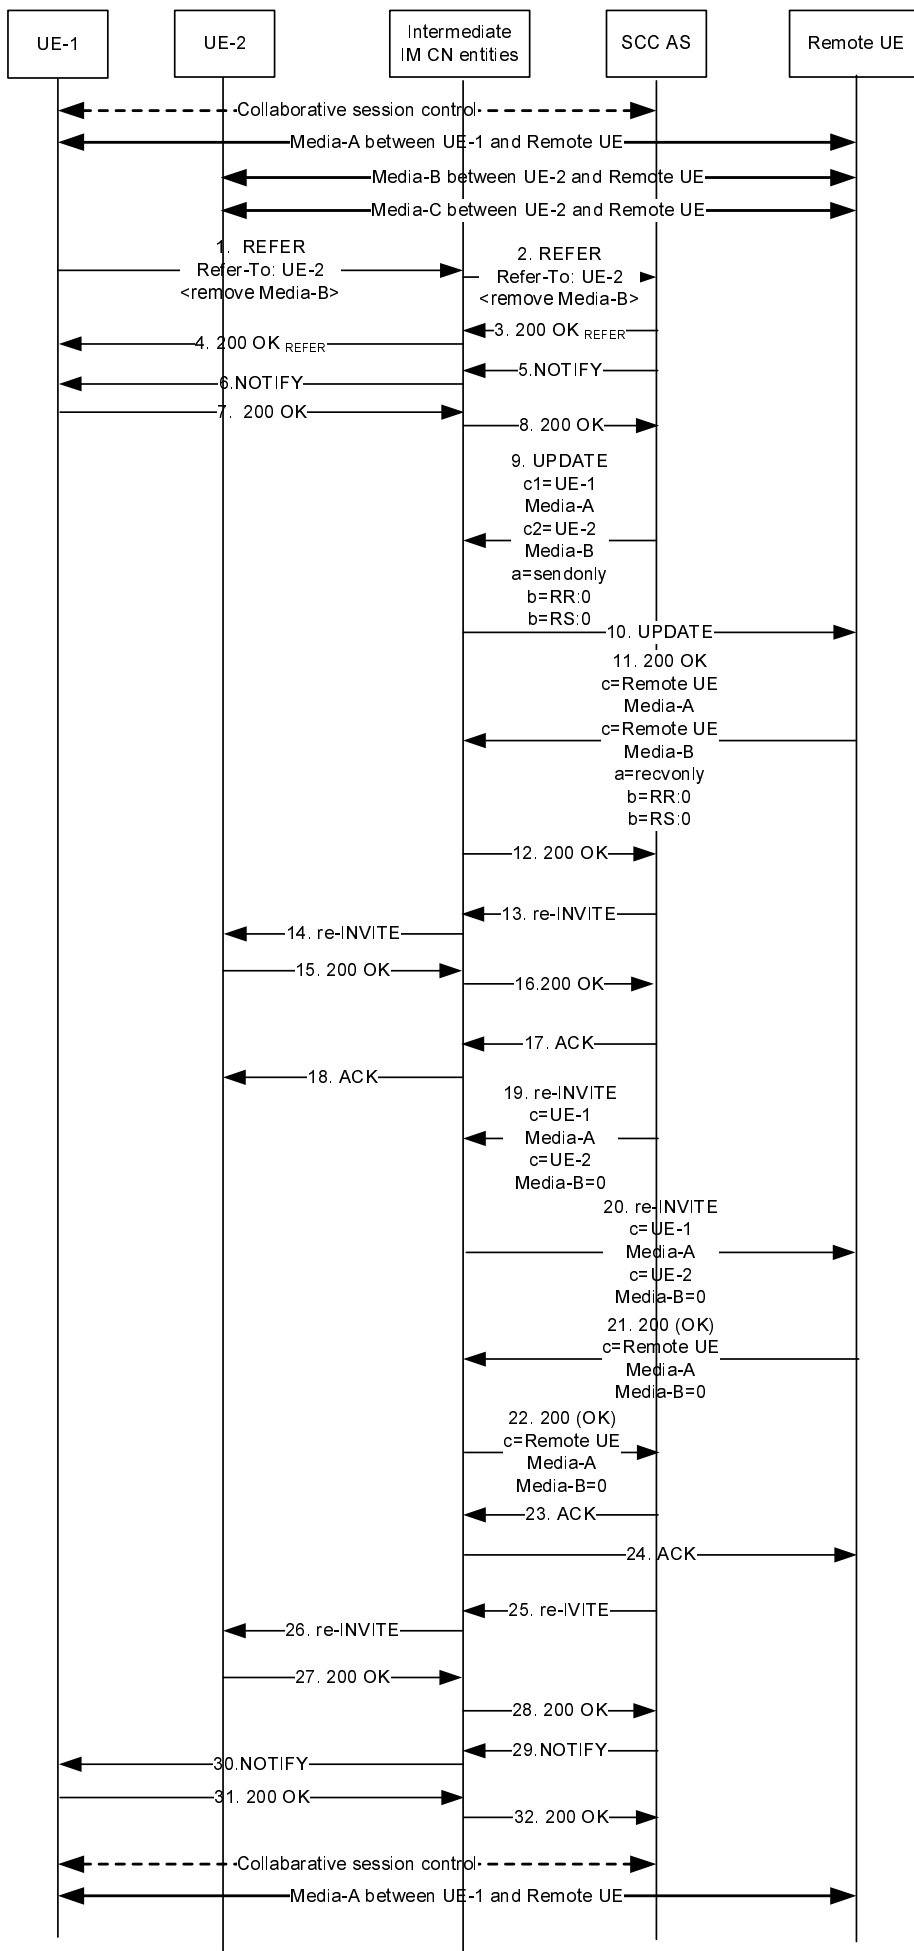 UE-1
UE-2
Intermediate
IM CN entities
SCC AS
Remote UE
Collaborative session control
Media-A between UE-1 and Remote UE
Media-B between UE-2 and Remote UE
Media-C between UE-2 and Remote UE
1. REFER
Refer-To: UE-2
<remove Media-B>
2. REFER
Refer-To: UE-2
<remove Media-B>
3. 200 OK REFER
4. 200 OK REFER
5.NOTIFY
6.NOTIFY
7. 200 OK
8. 200 OK
9. UPDATE
c1=UE-1
Media-A
c2=UE-2
Media-B
a=sendonly
b=RR:0
b=RS:0
10. UPDATE
11. 200 OK
c=Remote UE
Media-A
c=Remote UE
Media-B
a=recvonly
b=RR:0
b=RS:0
12. 200 OK
13. re-INVITE
14. re-INVITE
15. 200 OK
16.200 OK
17. ACK
18. ACK
19. re-INVITE
c=UE-1
Media-A
c=UE-2
Media-B=0
20. re-INVITE
c=UE-1
Media-A
c=UE-2
Media-B=0
21. 200 (OK)
c=Remote UE
Media-A
Media-B=0
22. 200 (OK)
c=Remote UE
Media-A
Media-B=0
23. ACK
24. ACK
25. re-IVITE
26. re-INVITE
27. 200 OK
28. 200 OK
29.NOTIFY
30.NOTIFY
31. 200 OK
32. 200 OK
Collabarative session control
Media-A between UE-1 and Remote UE